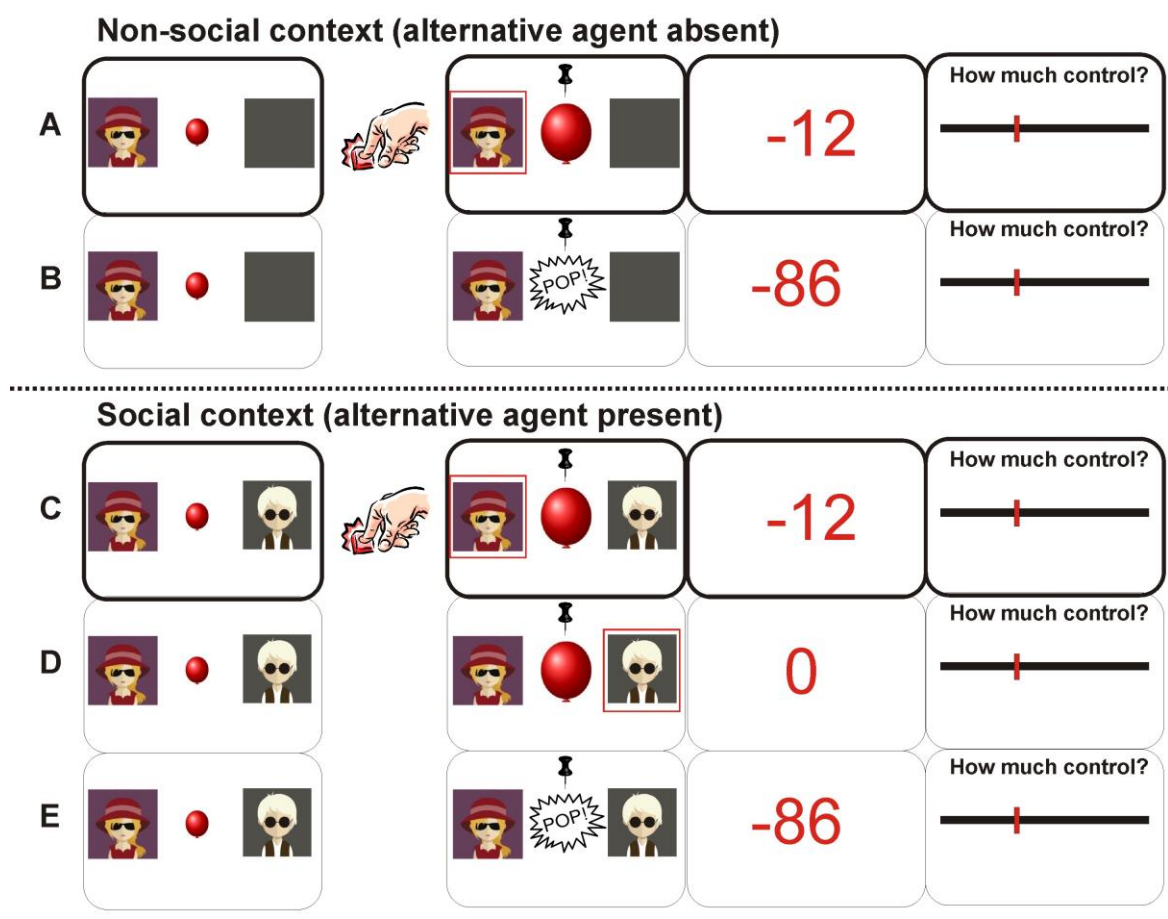 Non-social context (alternative agent absent)
A
-12
How much control?
B
POP!
-86
How much control?
Social context (alternative agent present)
C
-12
How much control?
D
0
How much control?
E
POP!
-86
How much control?